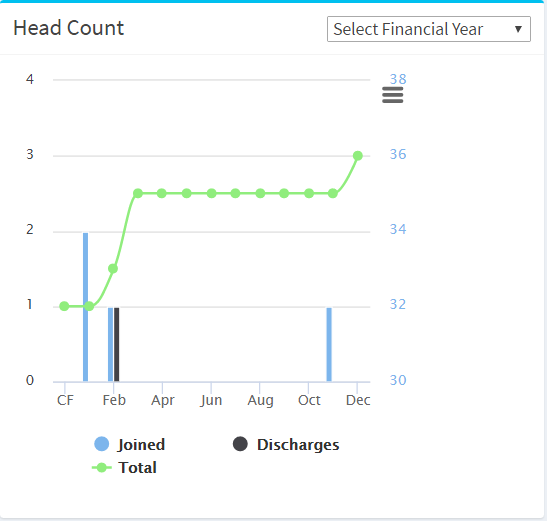 Head Count
Select Financial Year
4 38
3 36
2 34
1 32
0 30
CF Feb Apr Jun Aug Oct Dec
Joined Discharges
Total